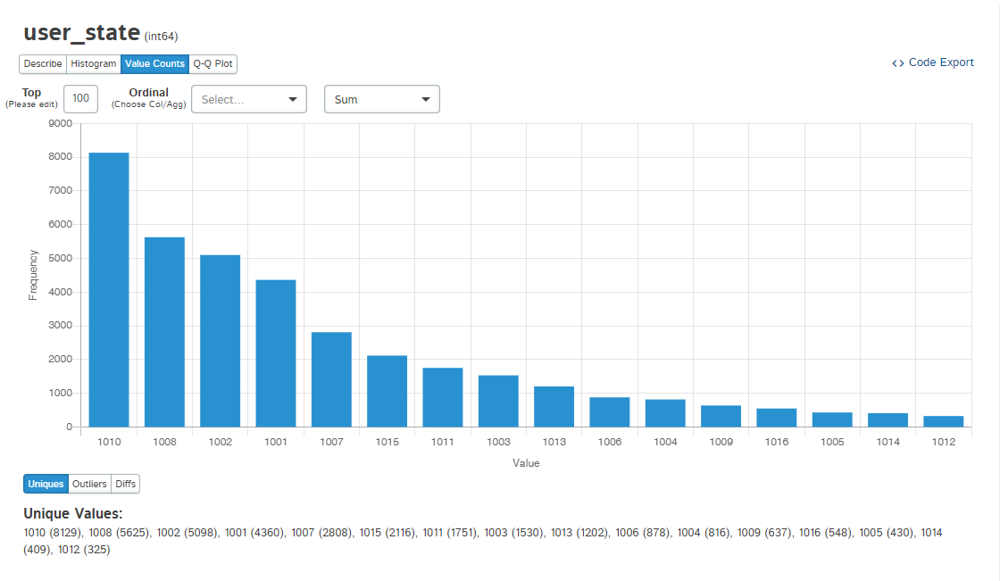 user_state (int64)
Describe Histogram Value Counts Q-Q Plot
<> Code Export
Top
(Please edit)
100
Ordinal
(Choose Col/Agg)
Select...
Sum
9000
8000
7000
6000
5000
4000
3000
2000
1000
0
Frequency
1010 1008 1002 1001 1007 1015 1011 1003 1013 1006 1004 1009 1016 1005 1014 1012
Value
Uniques Outliers Diffs
Unique Values:
1010 (8129), 1008 (5625), 1002 (5098), 1001 (4360), 1007 (2808), 1015 (2116), 1011 (1751), 1003 (1530), 1013 (1202), 1006 (878), 1004 (816), 1009 (637), 1016 (548), 1005 (430), 1014
(409), 1012 (325)